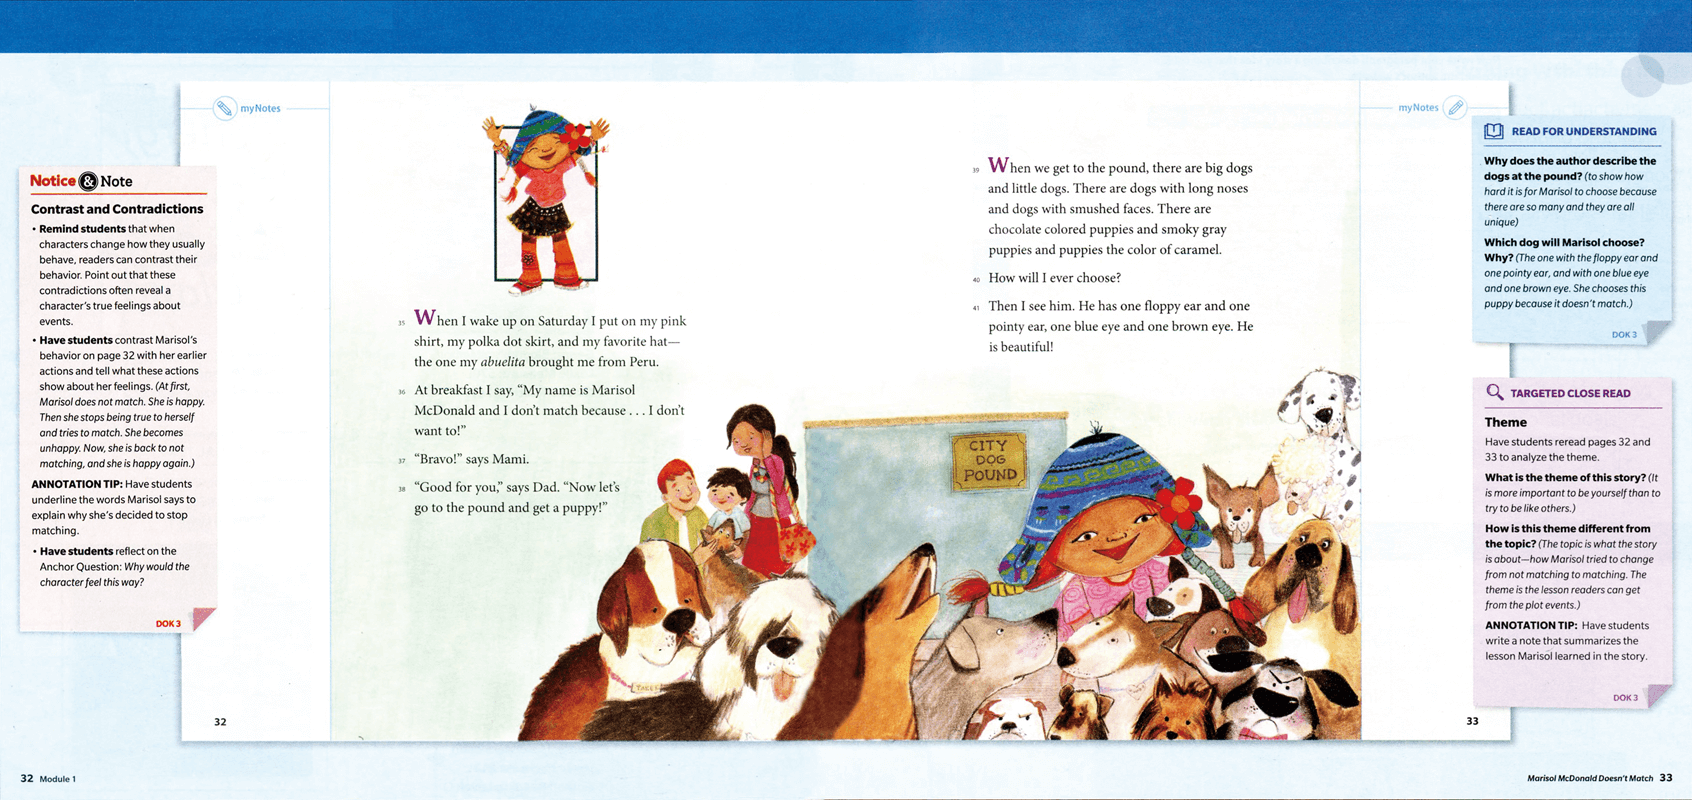 myNotes
Notice & Note
Contrast and Contradictions
• Remind students that when
characters change how they usually
behave, readers can contrast their
behavior. Point out that these
contradictions often reveal a
character's true feelings about
events.
• Have students contrast Marisol's
behavior on page 32 with her earlier
actions and tell what these actions
show about her feelings. (At first,
Marisol does not match. She is happy.
Then she stops being true to herself
and tries to match. She becomes
unhappy. Now, she is back to not
matching, and she is happy again.)
ANNOTATION TIP: Have students
underline the words Marisol says to
explain why she's decided to stop
matching.
• Have students reflect on the
Anchor Question: Why would the
character feel this way?
DOK 3
35 When I wake up on Saturday I put on my pink
shirt, my polka dot skirt, and my favorite hat—
the one my abuelita brought me from Peru.
36 At breakfast I say, “My name is Marisol
McDonald and I don't match because . . . I don't
want to!”
37 “Bravo!” says Mami.
38 “Good for you,” says Dad. “Now let's
go to the pound and get a puppy!”
32
39 When we get to the pound, there are big dogs
and little dogs. There are dogs with long noses
and dogs with smushed faces. There are
chocolate colored puppies and smoky gray
puppies and puppies the color of caramel.
40 How will I ever choose?
41 Then I see him. He has one floppy ear and one
pointy ear, one blue eye and one brown eye. He
is beautiful!
CITY
DOG
POUND
myNotes
33
READ FOR UNDERSTANDING
Why does the author describe the
dogs at the pound? (to show how
hard it is for Marisol to choose because
there are so many and they are all
unique)
Which dog will Marisol choose?
Why? (The one with the floppy ear and
one pointy ear, and with one blue eye
and one brown eye. She chooses this
puppy because it doesn't match.)
DOK 3
TARGETED CLOSE READ
Theme
Have students reread pages 32 and
33 to analyze the theme.
What is the theme of this story? (It
is more important to be yourself than to
try to be like others.)
How is this theme different from
the topic? (The topic is what the story
is about—how Marisol tried to change
from not matching to matching. The
theme is the lesson readers can get
from the plot events.)
ANNOTATION TIP: Have students
write a note that summarizes the
lesson Marisol learned in the story.
DOK 3
32 Module 1
Marisol McDonald Doesn't Match 33